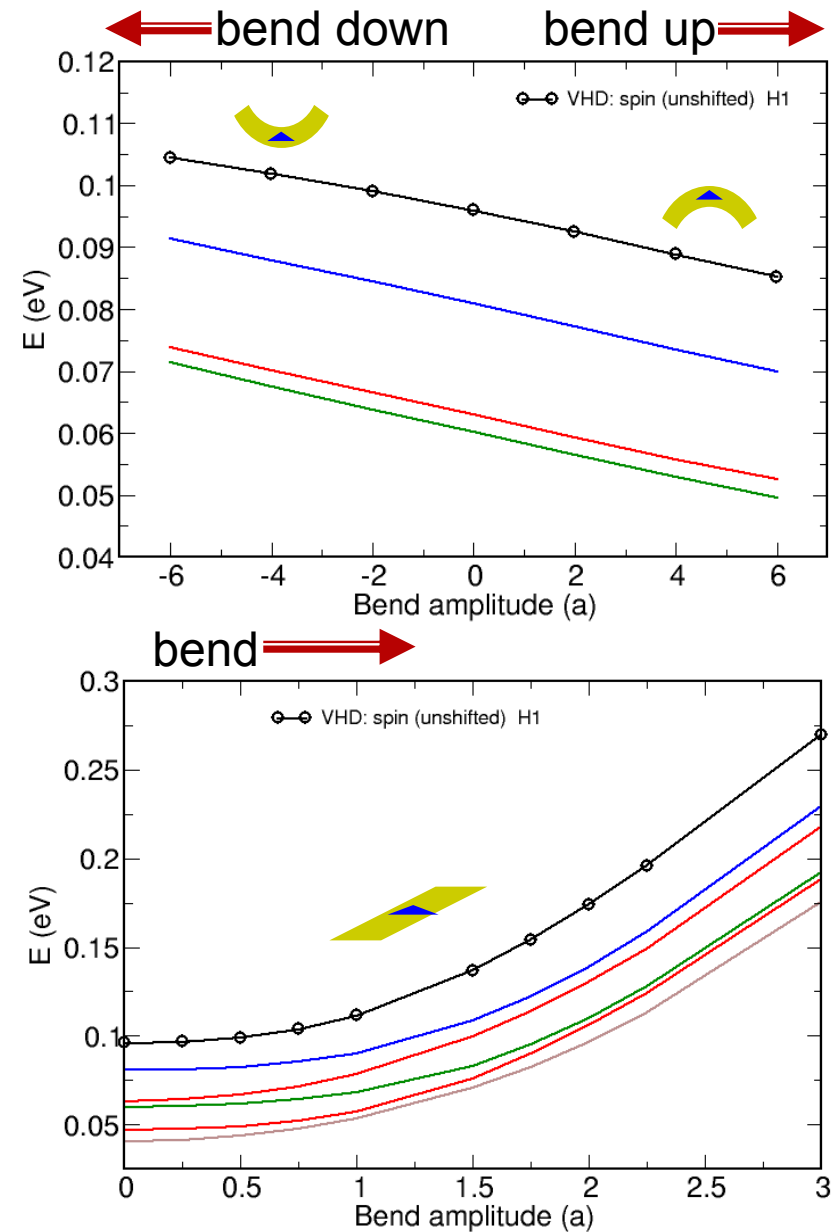 bend down bend up
0.12
VHD: spin (unshifted) H1
0.11
0.1
0.09
0.08
0.07
0.06
0.05
0.04
E (eV)
-6 -4 -2 0 2 4 6
Bend amplitude (a)
bend
0.3
VHD: spin (unshifted) H1
0.25
0.2
0.15
0.1
0.05
E (eV)
0 0.5 1 1.5 2 2.5 3
Bend amplitude (a)